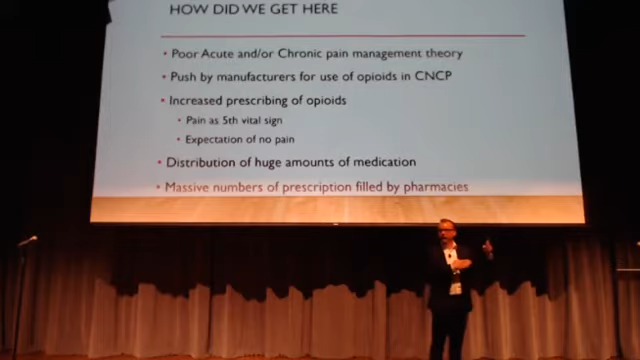 HOW DID WE GET HERE
• Poor Acute and/or Chronic pain management theory
• Push by manufacturers for use of opioids in CNCP
• Increased prescribing of opioids
• Pain as 5th vital sign
• Expectation of no pain
• Distribution of huge amounts of medication
• Massive numbers of prescription filled by pharmacies